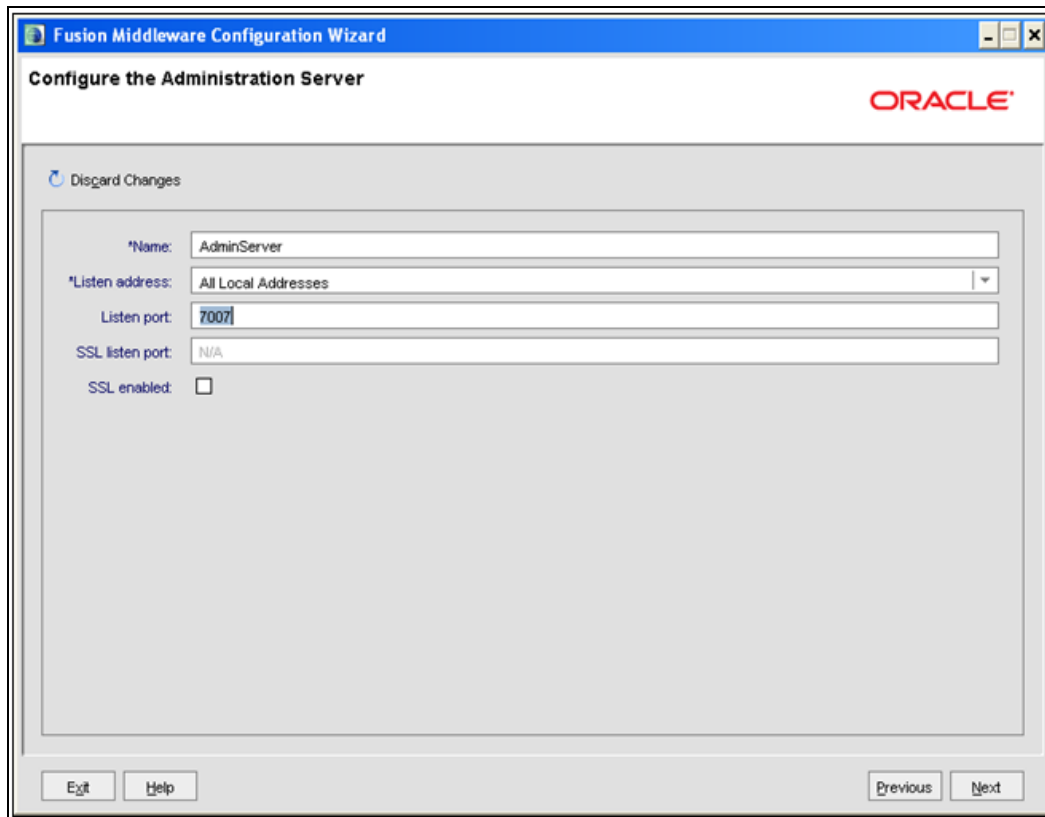 Fusion Middleware Configuration Wizard
Configure the Administration Server
ORACLE
Discard Changes
*Name: AdminServer
*Listen address: All Local Addresses
Listen port: 7007
SSL listen port: N/A
SSL enabled:
Exit Help Previous Next